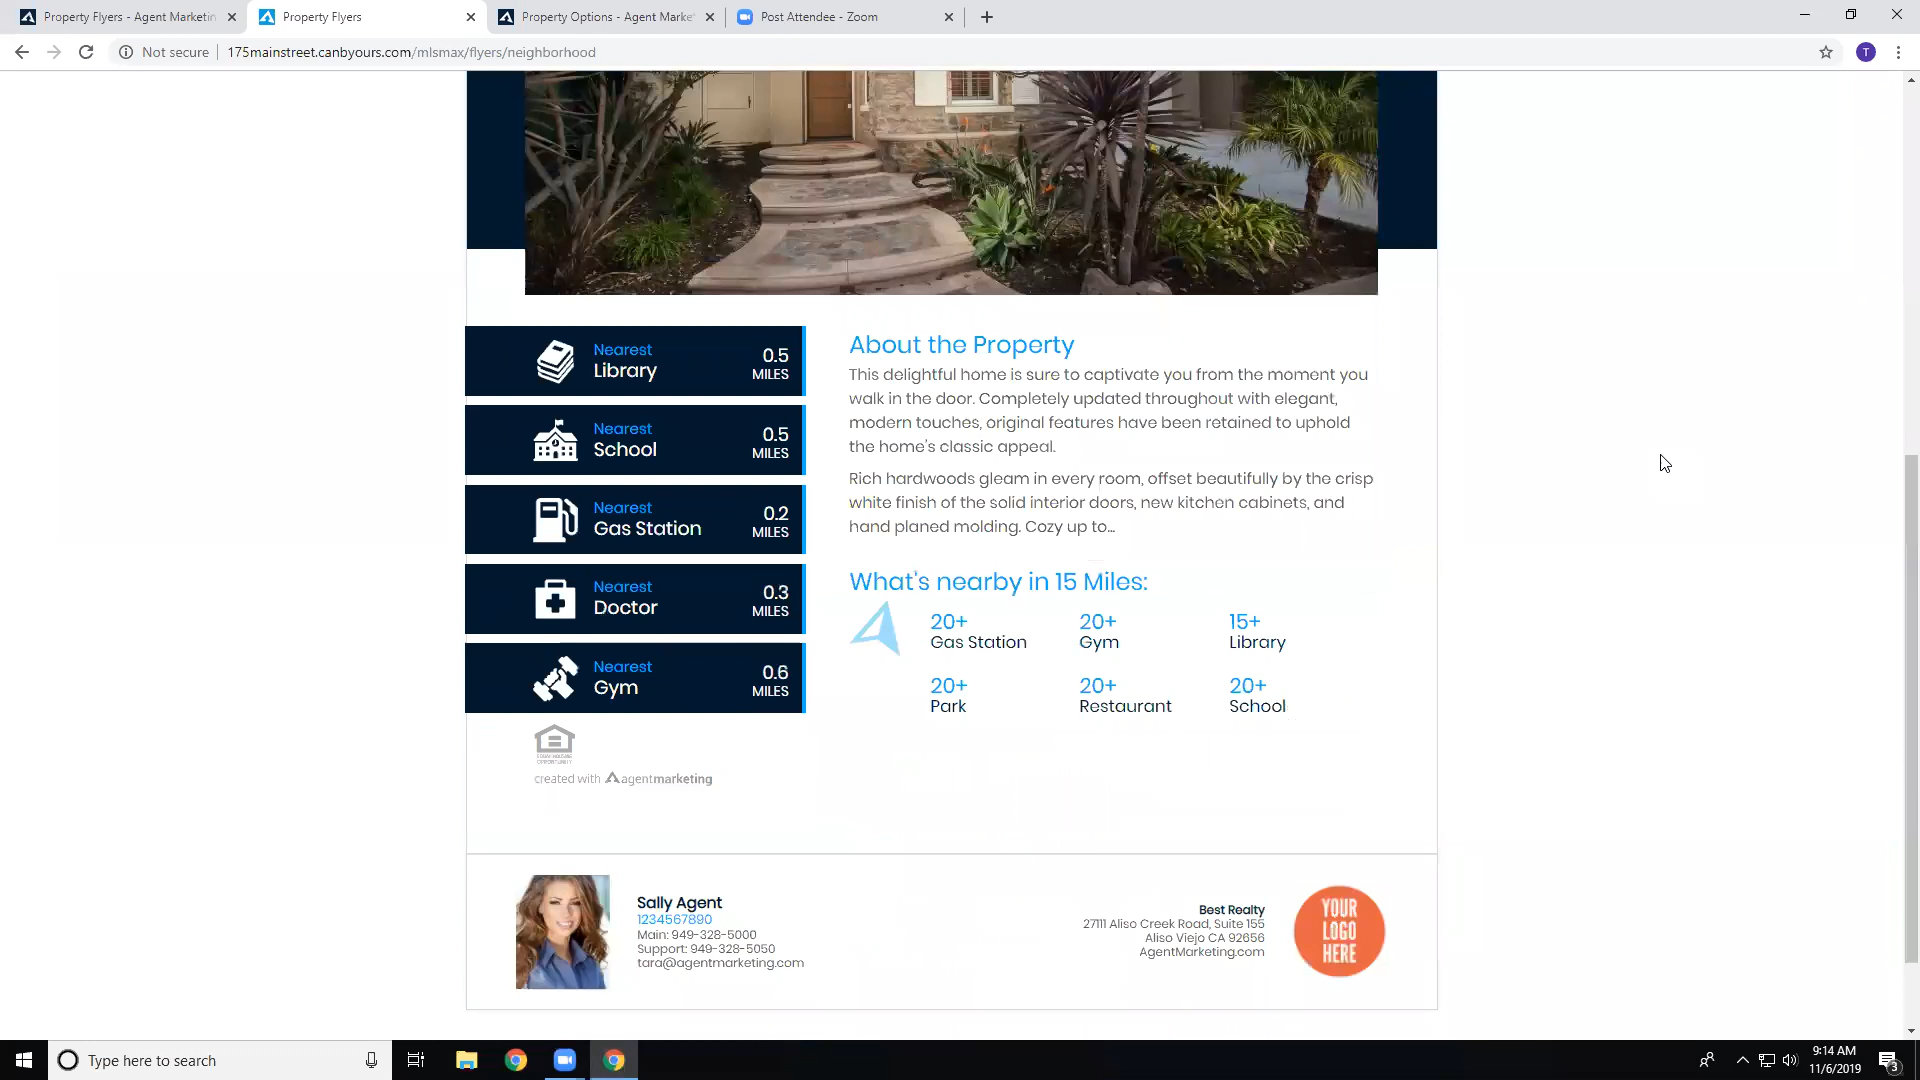 Property Flyers - Agent Marketin
Property Flyers
Property Options - Agent Marke
Post Attendee - Zoom
Not secure
175mainstreet.canbyours.com/mlsmax/flyers/neighborhood
T
Nearest
Library
0.5
MILES
Nearest
School
0.5
MILES
Nearest
Gas Station
0.2
MILES
Nearest
Doctor
0.3
MILES
Nearest
Gym
0.6
MILES
EQUAL HOUSING
OPPORTUNITY
created with agentmarketing
About the Property
This delightful home is sure to captivate you from the moment you
walk in the door. Completely updated throughout with elegant,
modern touches, original features have been retained to uphold
the home's classic appeal.
Rich hardwoods gleam in every room, offset beautifully by the crisp
white finish of the solid interior doors, new kitchen cabinets, and
hand planed molding. Cozy up to...
What's nearby in 15 Miles:
20+
Gas Station
20+
Gym
15+
Library
20+
Park
20+
Restaurant
20+
School
Sally Agent
1234567890
Main: 949-328-5000
Support: 949-328-5050
tara@agentmarketing.com
Best Realty
27111 Aliso Creek Road, Suite 155
Aliso Viejo CA 92656
AgentMarketing.com
YOUR
LOGO
HERE
Type here to search
9:14 AM
11/6/2019
3